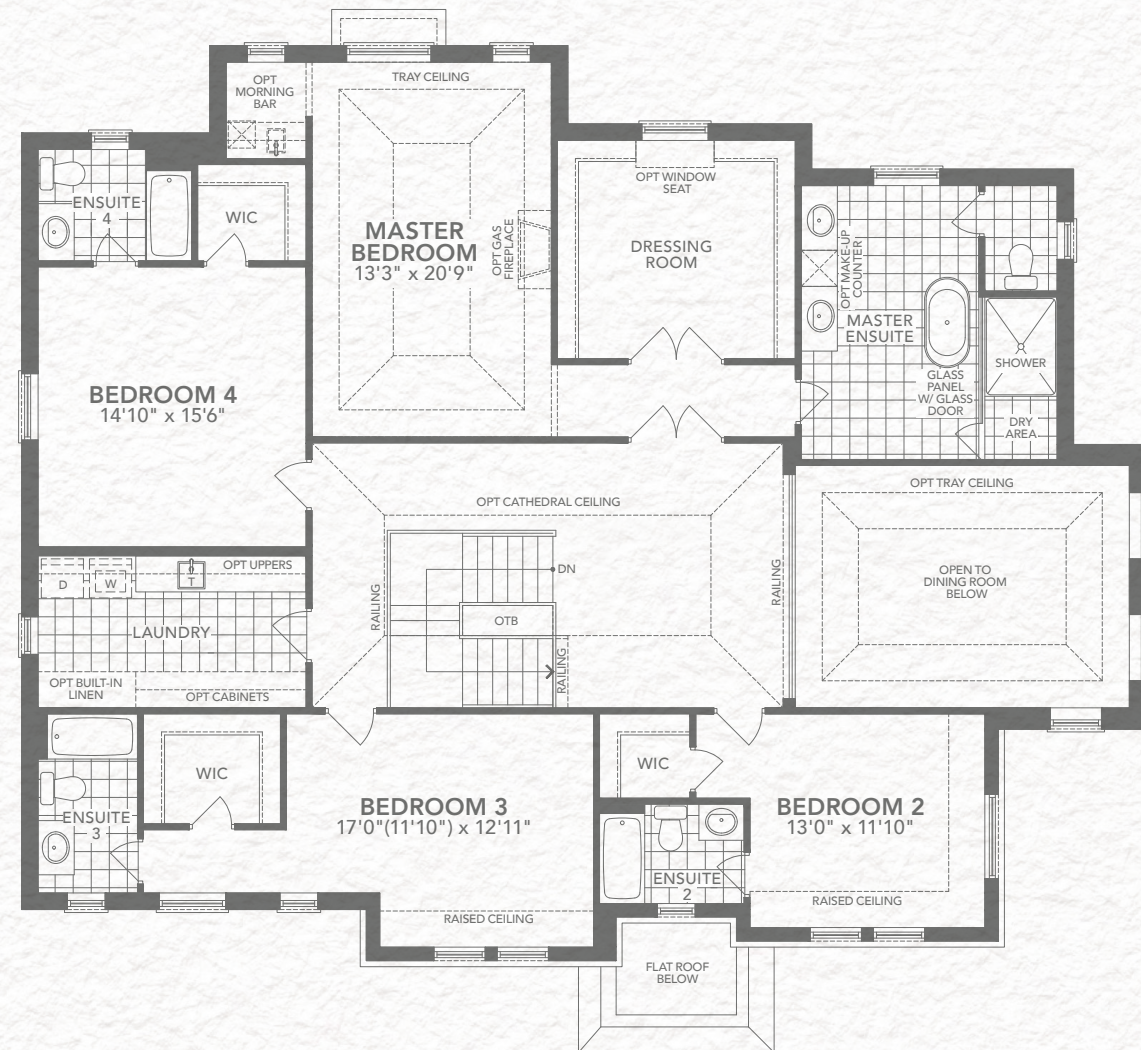 OPT
MORNING
BAR
TRAY CEILING
MASTER
BEDROOM
13'3" x 20'9"
OPT GAS
FIREPLACE
OPT WINDOW
SEAT
DRESSING
ROOM
ENSUITE
4
WIC
OPT MAKE-UP
COUNTER
MASTER
ENSUITE
GLASS
PANEL
W/ GLASS
DOOR
SHOWER
DRY
AREA
BEDROOM 4
14'10" x 15'6"
OPT CATHEDRAL CEILING
OPT TRAY CEILING
OPEN TO
DINING ROOM
BELOW
RAILING
DN
OTB
RAILING
RAILING
D
W
T
OPT UPPERS
LAUNDRY
OPT BUILT-IN
LINEN
OPT CABINETS
WIC
ENSUITE
3
BEDROOM 3
17'0"(11'10") x 12'11"
RAISED CEILING
WIC
BEDROOM 2
13'0" x 11'10"
ENSUITE
2
RAISED CEILING
FLAT ROOF
BELOW